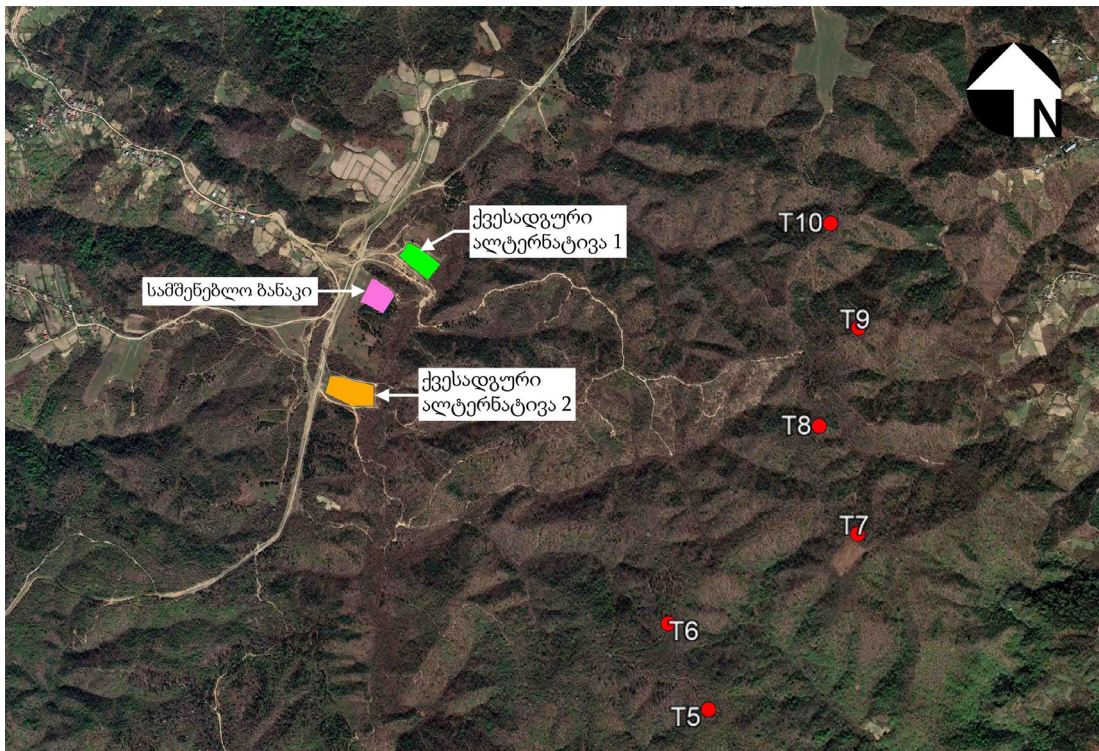 N
T10
ქვესადგური
ალტერნატივა 1
სამშენებლო ბანაკი
T9
ქვესადგური
ალტერნატივა 2
T8
T7
T6
T5